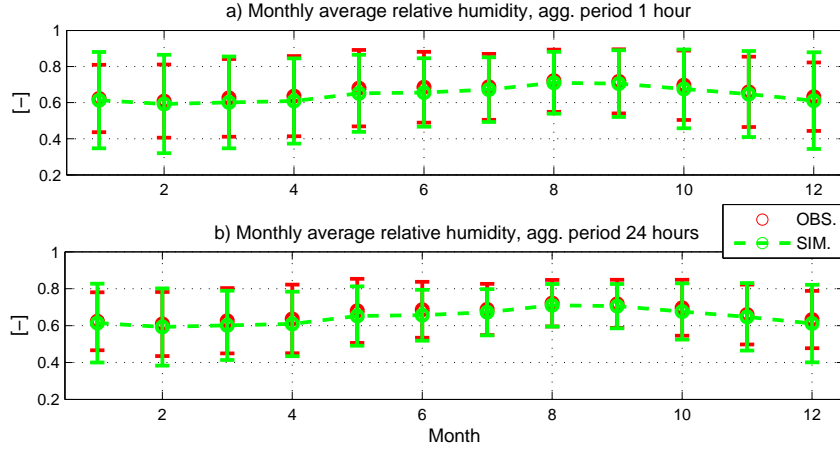 a) Monthly average relative humidity, agg. period 1 hour
1
0.8
0.6
0.4
0.2
[−]
2 4 6 8 10 12
OBS.
SIM.
b) Monthly average relative humidity, agg. period 24 hours
1
0.8
0.6
0.4
0.2
[−]
2 4 6 8 10 12
Month